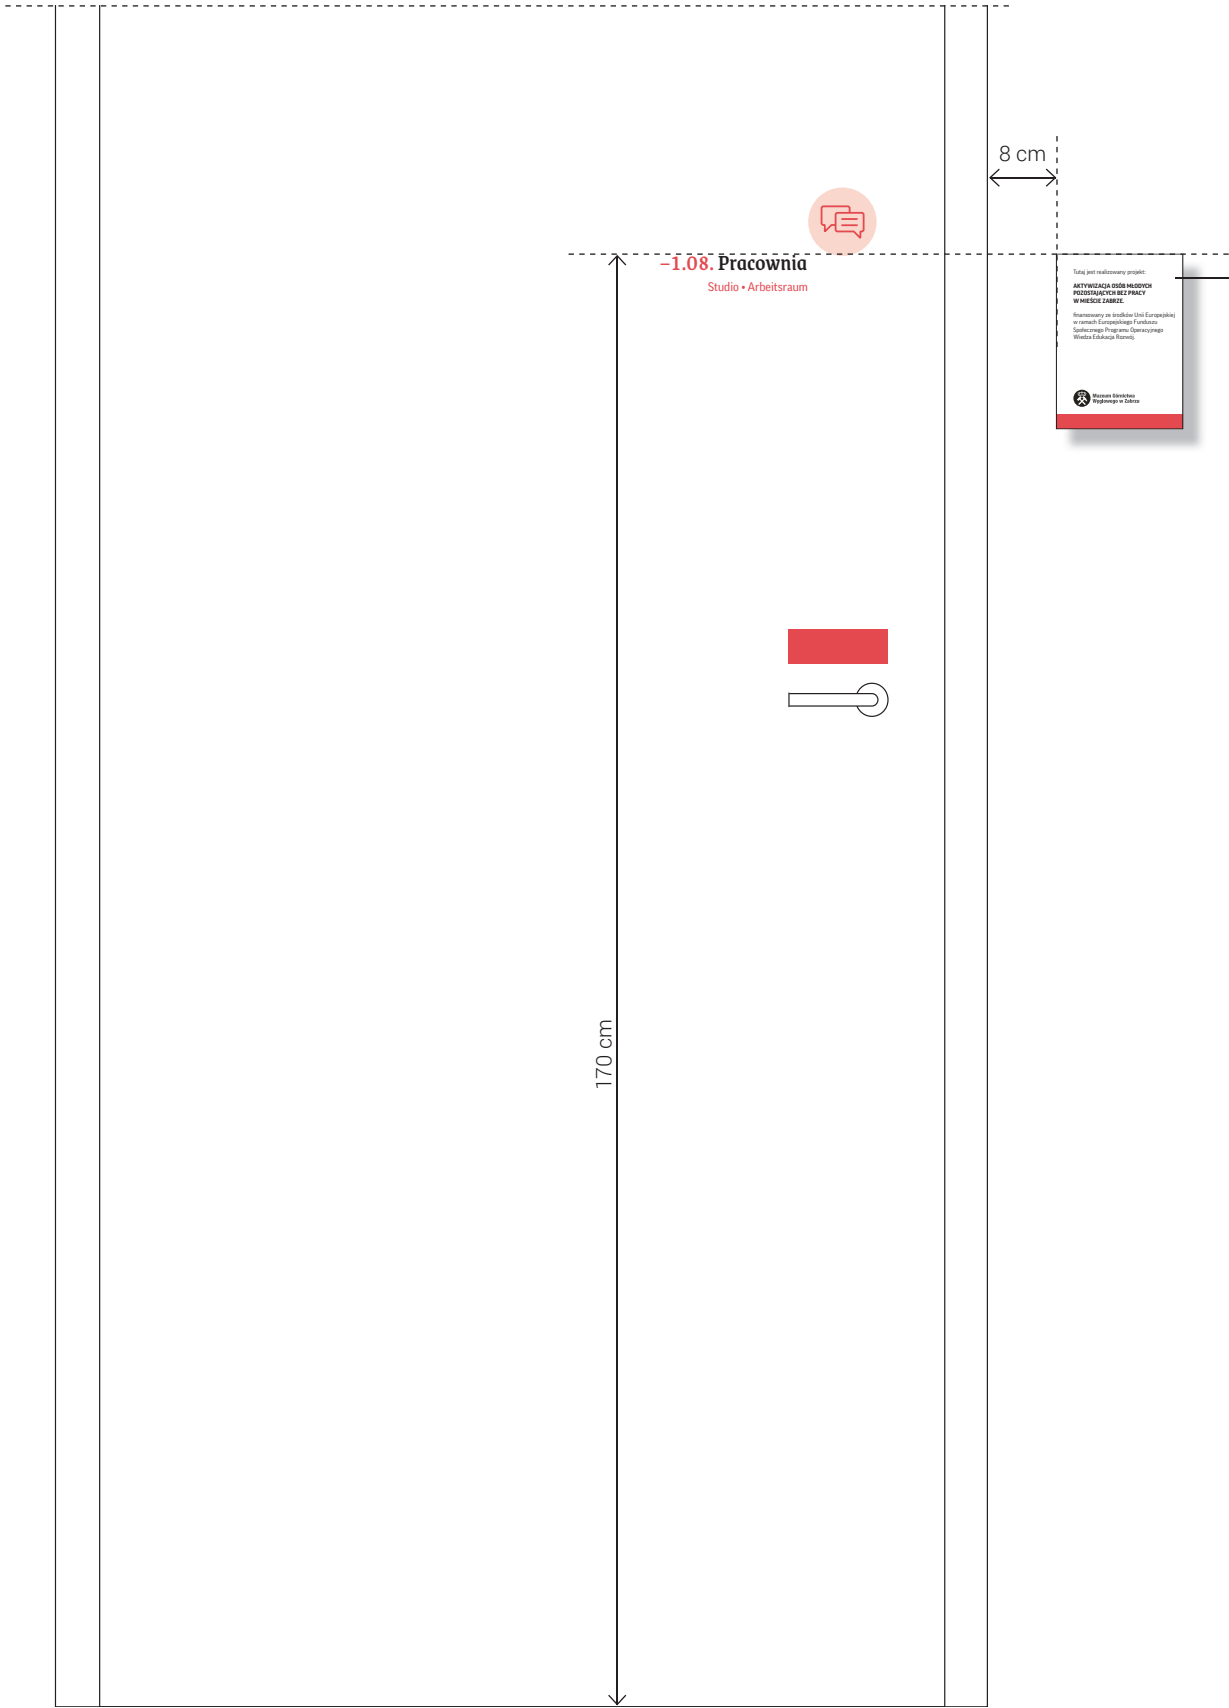 8 cm
–1.08. Pracownia
Studio • Arbeitsraum
Tutaj jest realizowany projekt:
AKTYWIZACJA OSÓB MŁODYCH
POZOSTAJĄCYCH BEZ PRACY
W MIEŚCIE ZABRZE.
finansowany ze środków Unii Europejskiej
w ramach Europejskiego Funduszu
Społecznego Programu Operacyjnego
Wiedza Edukacja Rozwój.
Muzeum Górnictwa
Węglowego w Zabrzu
170 cm